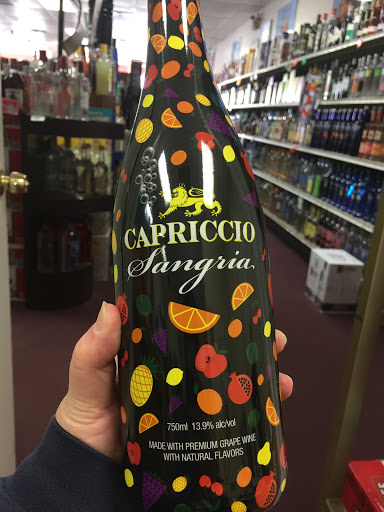 CAPRICCIO
Sangria
750ml 13.9% alc/vol
MADE WITH PREMIUM GRAPE WINE
WITH NATURAL FLAVORS